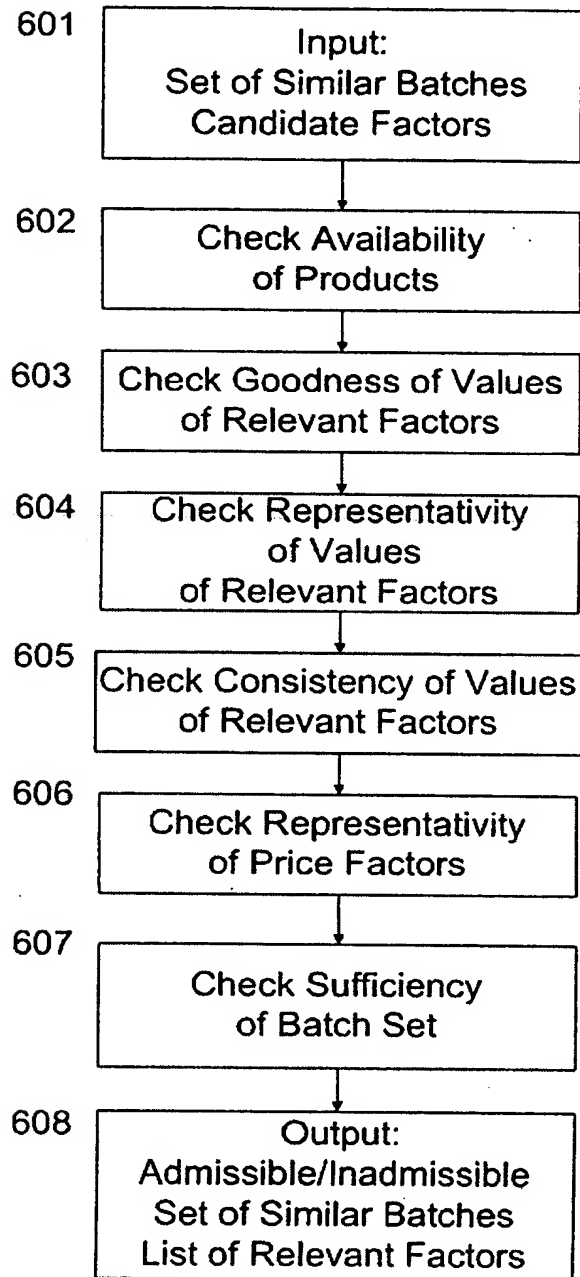 601
Input:
Set of Similar Batches
Candidate Factors
602
Check Availability
of Products
603
Check Goodness of Values
of Relevant Factors
604
Check Representativity
of Values
of Relevant Factors
605
Check Consistency of Values
of Relevant Factors
606
Check Representativity
of Price Factors
607
Check Sufficiency
of Batch Set
608
Output:
Admissible/Inadmissible
Set of Similar Batches
List of Relevant Factors